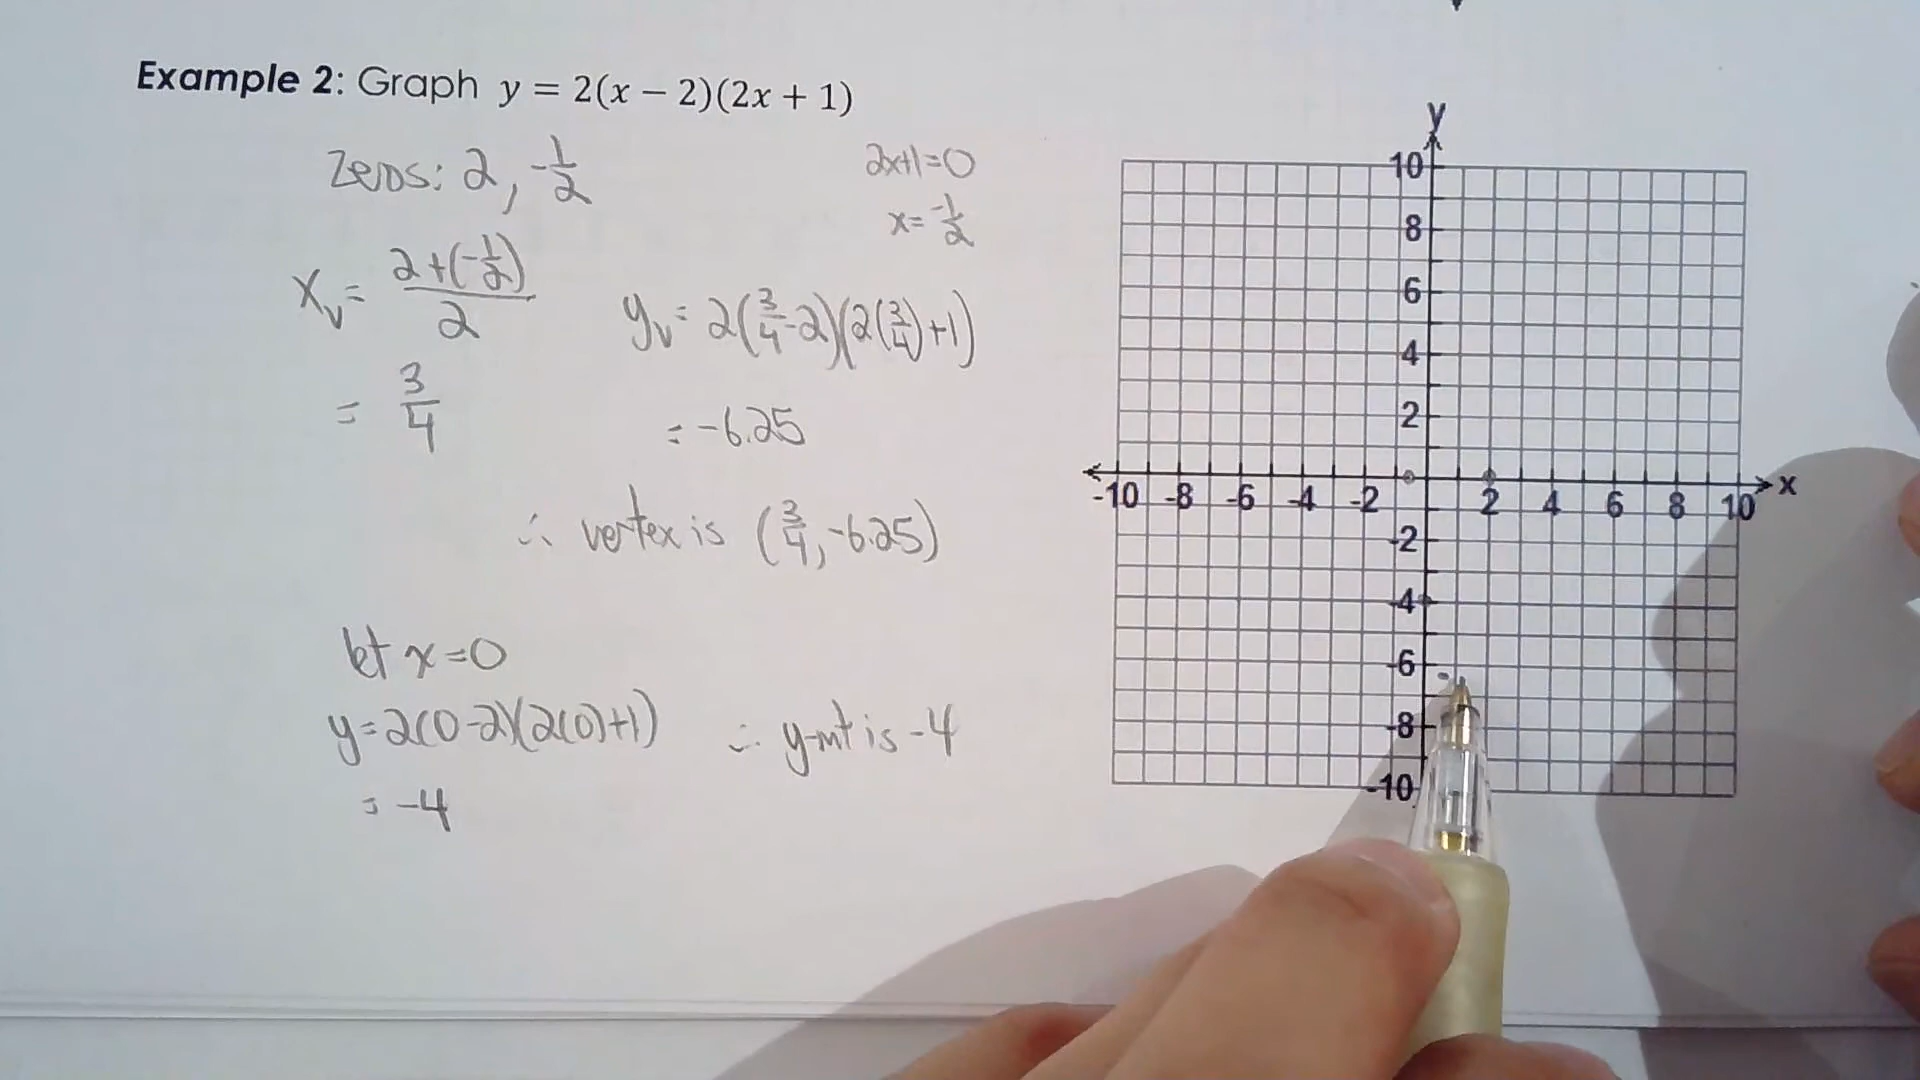 Example 2: Graph y = 2(x − 2)(2x + 1)
zeros: 2, -1/2
2x+1=0
x= -1/2
xᵥ= (2+(-1/2))/2
= 3/4
yᵥ= 2(3/4-2)(2(3/4)+1)
= -6.25
∴ vertex is (3/4, -6.25)
let x=0
y=2(0-2)(2(0)+1)
= -4
∴ y-int is -4
y
10
8
6
4
2
-10 -8 -6 -4 -2 2 4 6 8 10 x
-2
-4
-6
-8
-10